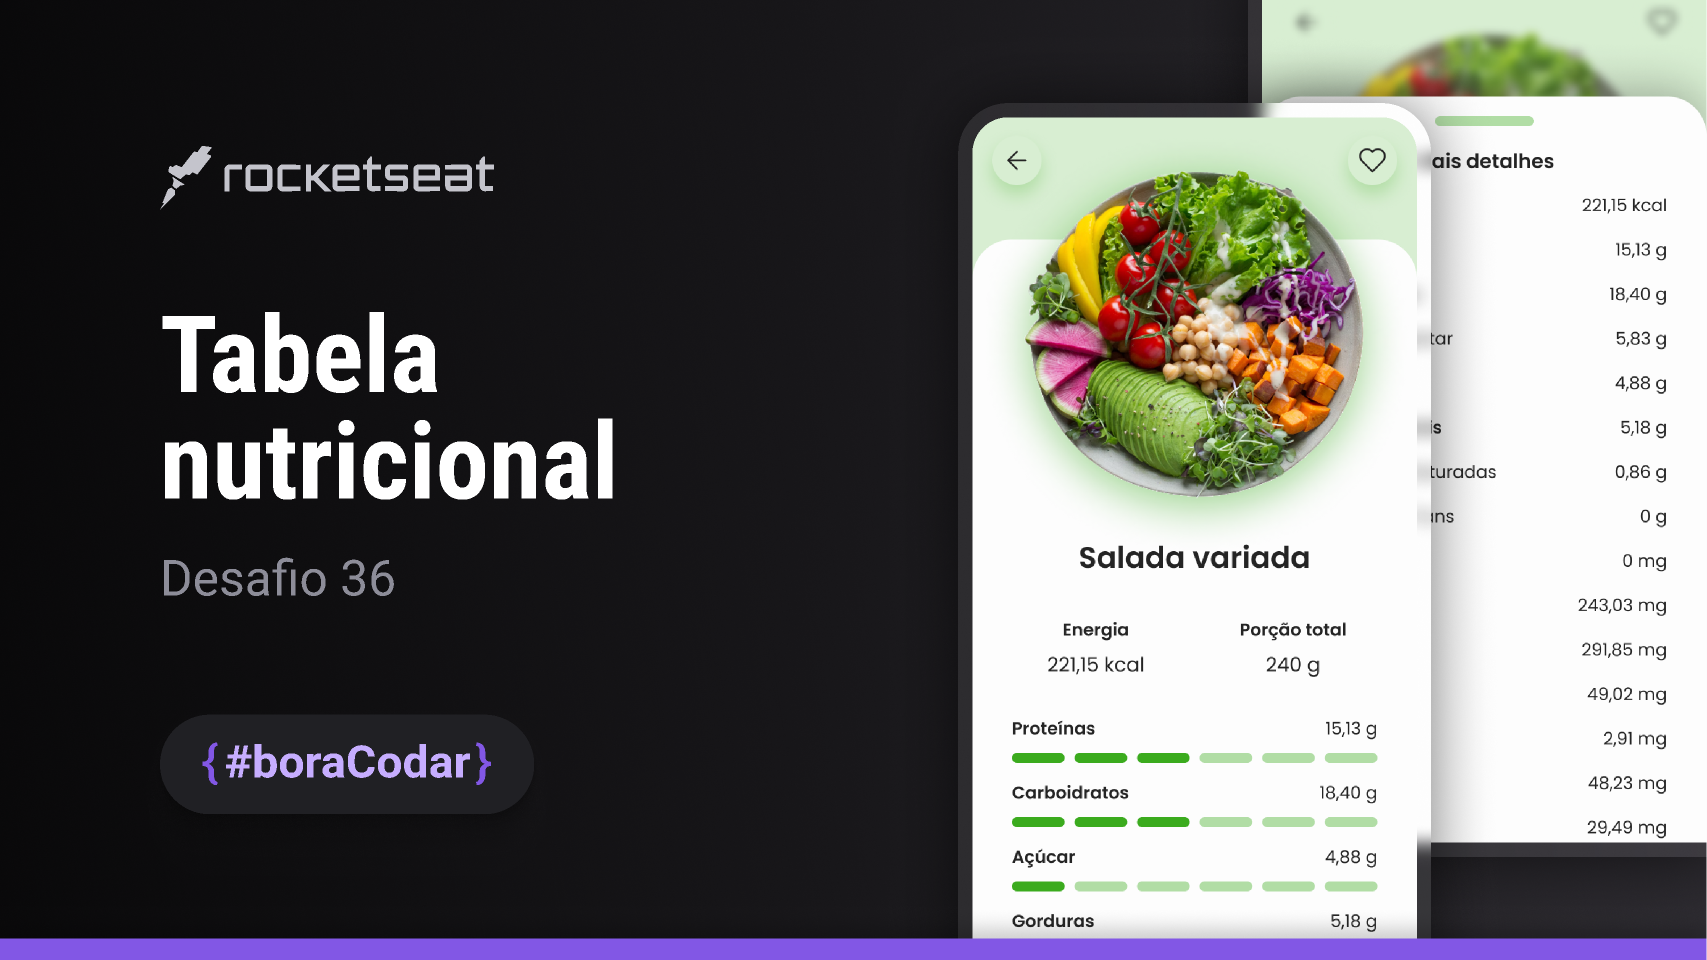 rocketseat
Tabela
nutricional
Desafio 36
{#boraCodar}
Salada variada
Energia
Porção total
221,15 kcal
240 g
Proteínas
15,13 g
Carboidratos
18,40 g
Açúcar
4,88 g
Gorduras
5,18 g
ais detalhes
221,15 kcal
15,13 g
18,40 g
tar
5,83 g
4,88 g
is
5,18 g
turadas
0,86 g
ans
0 g
0 mg
243,03 mg
291,85 mg
49,02 mg
2,91 mg
48,23 mg
29,49 mg